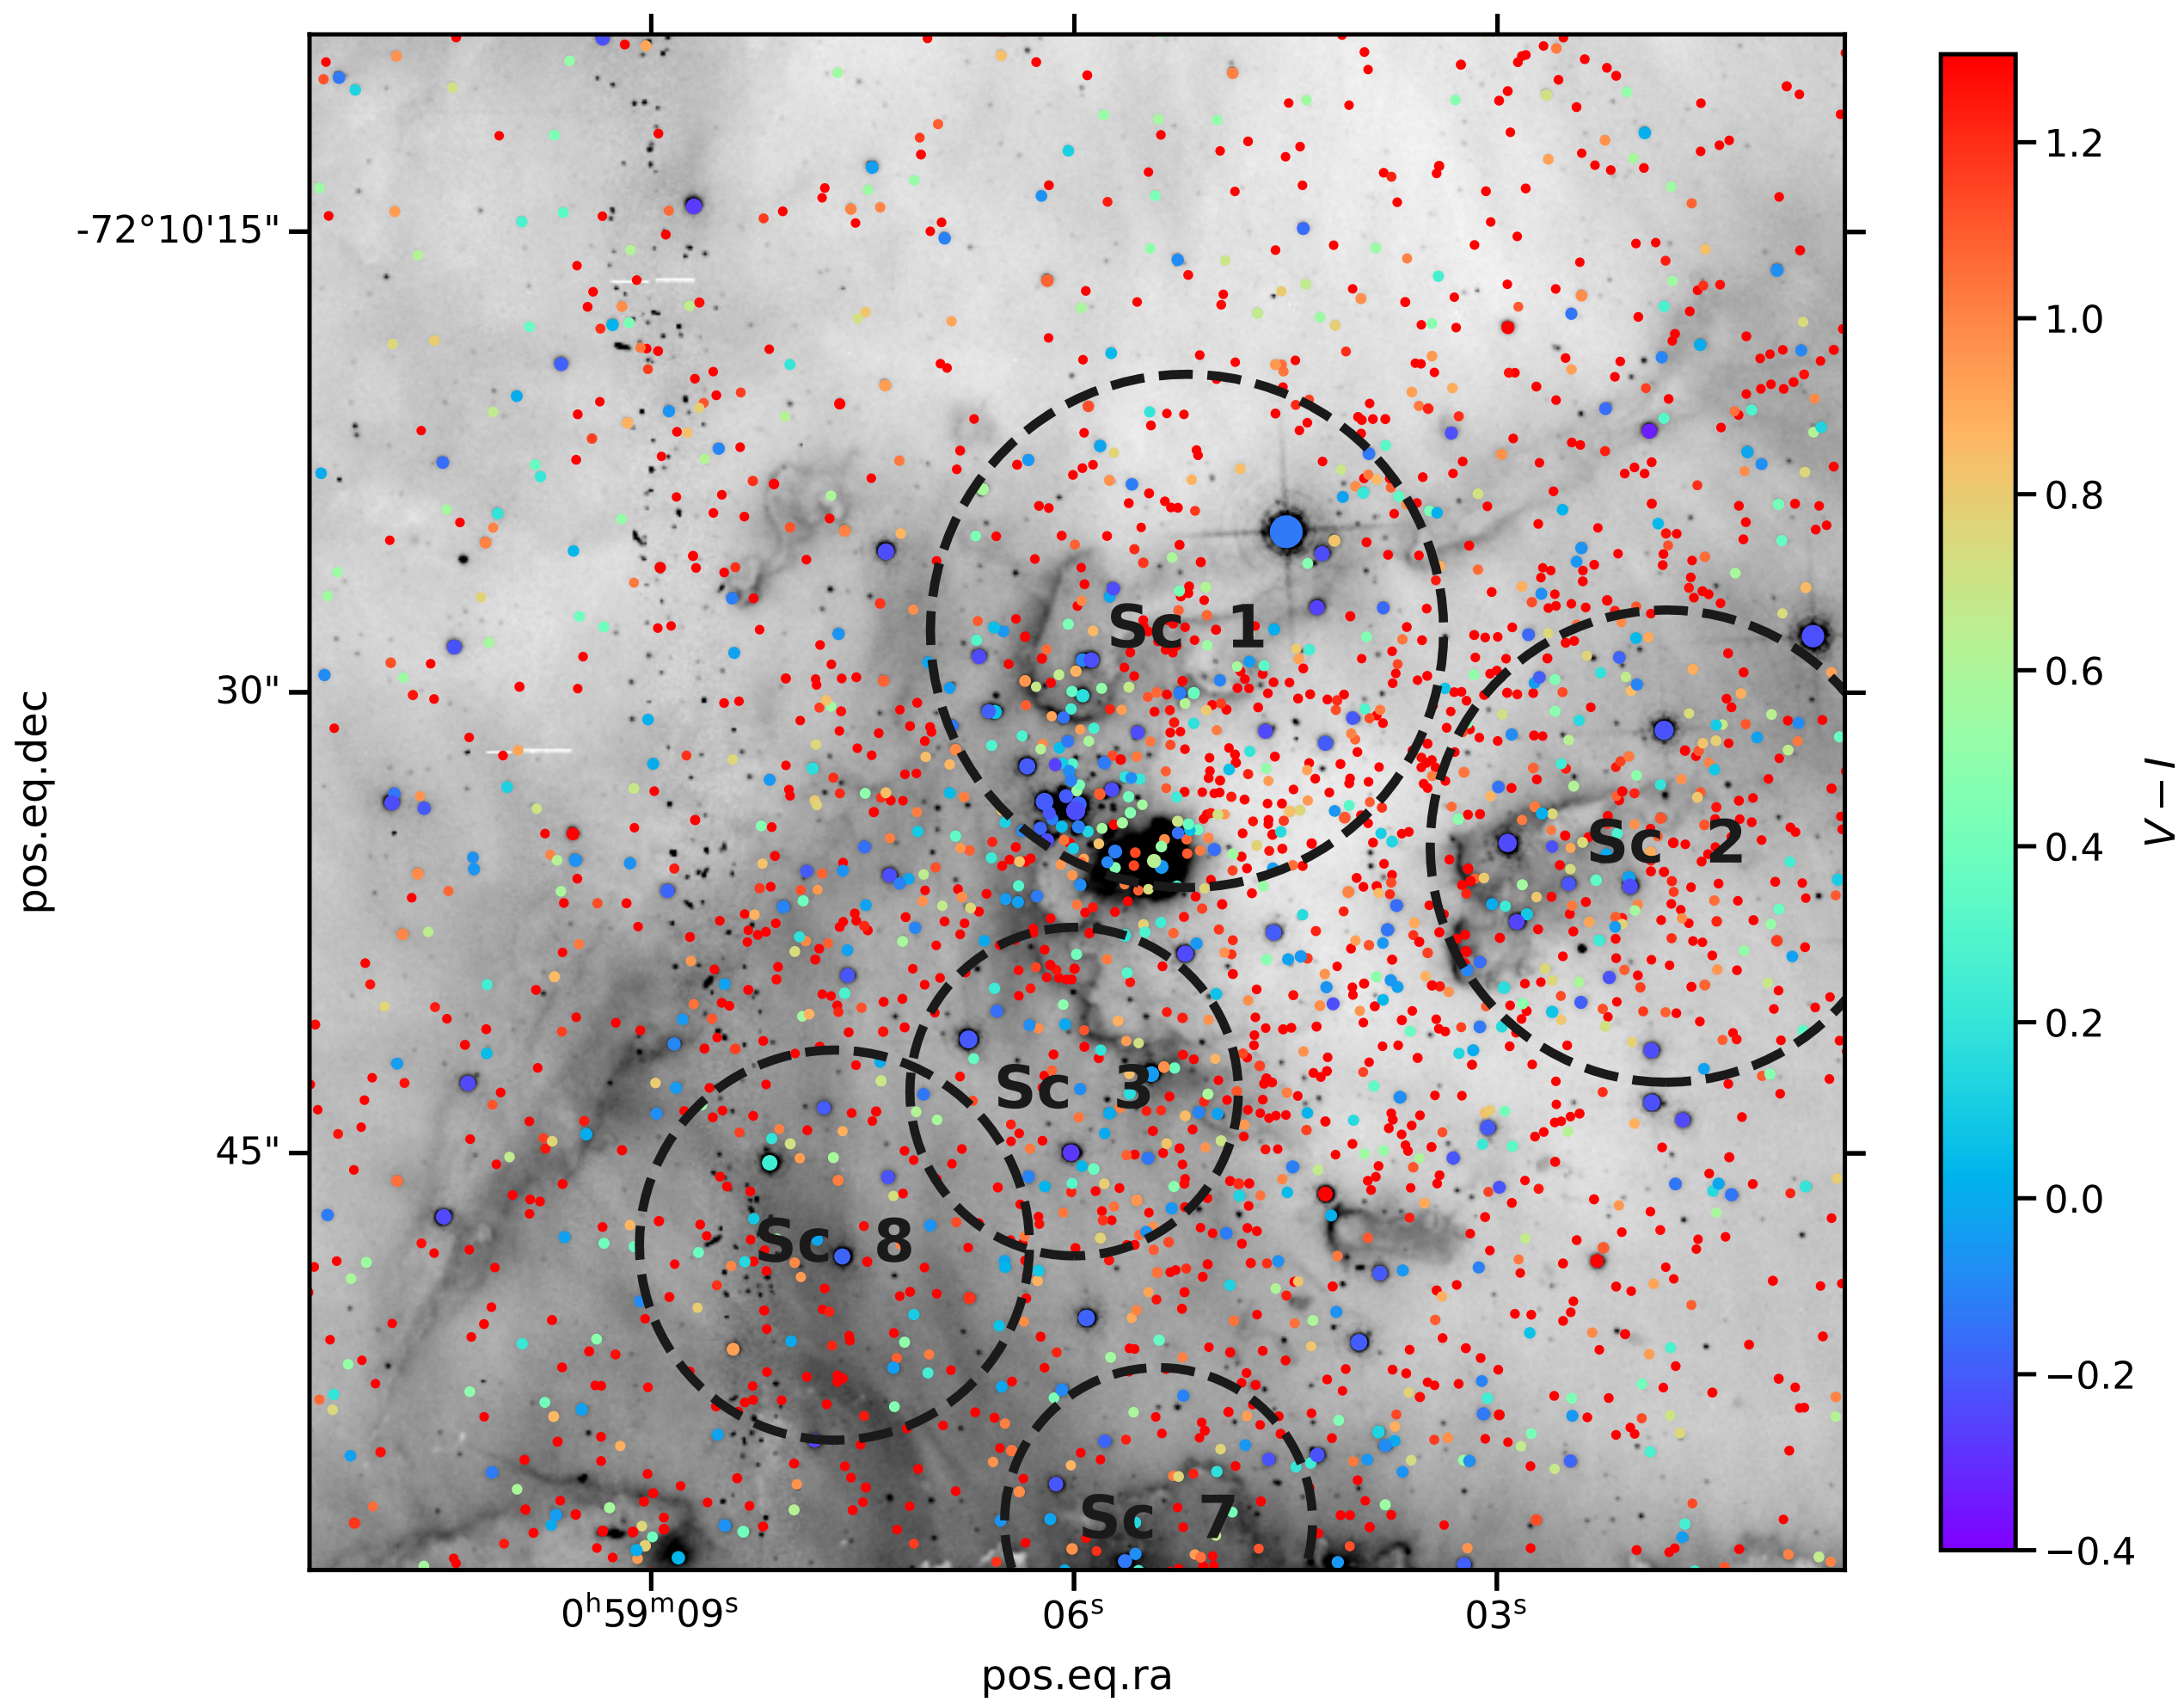 -72°10'15"
30"
45"
pos.eq.dec
0ʰ59ᵐ09ˢ
06ˢ
03ˢ
pos.eq.ra
Sc 1
Sc 2
Sc 3
Sc 8
Sc 7
1.2
1.0
0.8
0.6
0.4
0.2
0.0
−0.2
−0.4
V − I